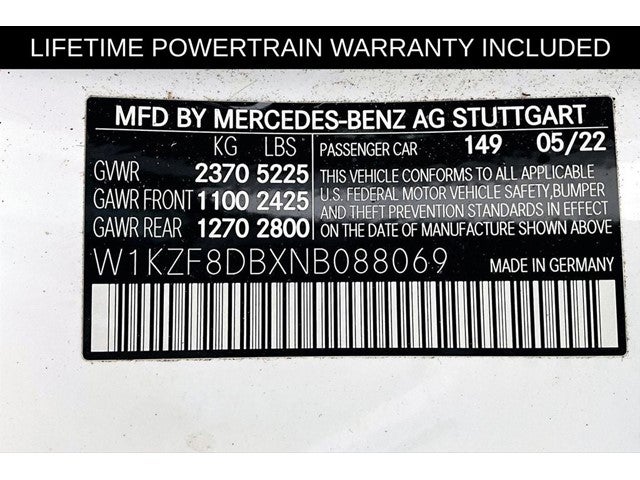 LIFETIME POWERTRAIN WARRANTY INCLUDED
MFD BY MERCEDES-BENZ AG STUTTGART
KG LBS PASSENGER CAR 149 05/22
GVWR 2370 5225
GAWR FRONT 1100 2425
GAWR REAR 1270 2800
THIS VEHICLE CONFORMS TO ALL APPLICABLE
U.S. FEDERAL MOTOR VEHICLE SAFETY, BUMPER
AND THEFT PREVENTION STANDARDS IN EFFECT
ON THE DATE OF MANUFACTURE SHOWN ABOVE
W1KZF8DBXNB088069 MADE IN GERMANY